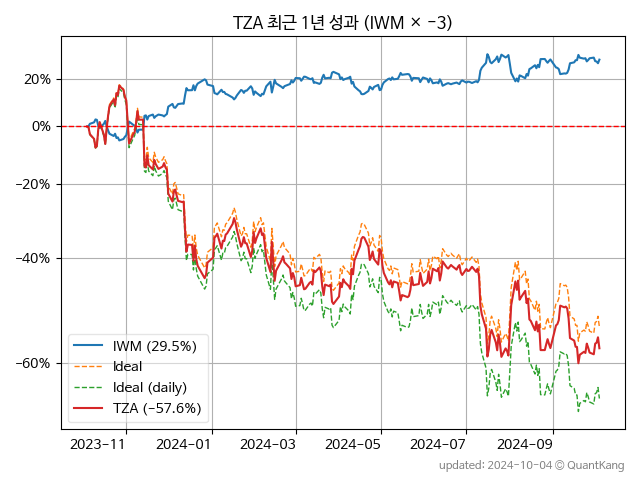 TZA 최근 1년 성과 (IWM × −3)
20%
0%
−20%
−40%
−60%
IWM (29.5%)
Ideal
Ideal (daily)
TZA (−57.6%)
2023−11 2024−01 2024−03 2024−05 2024−07 2024−09
updated: 2024-10-04 © QuantKang